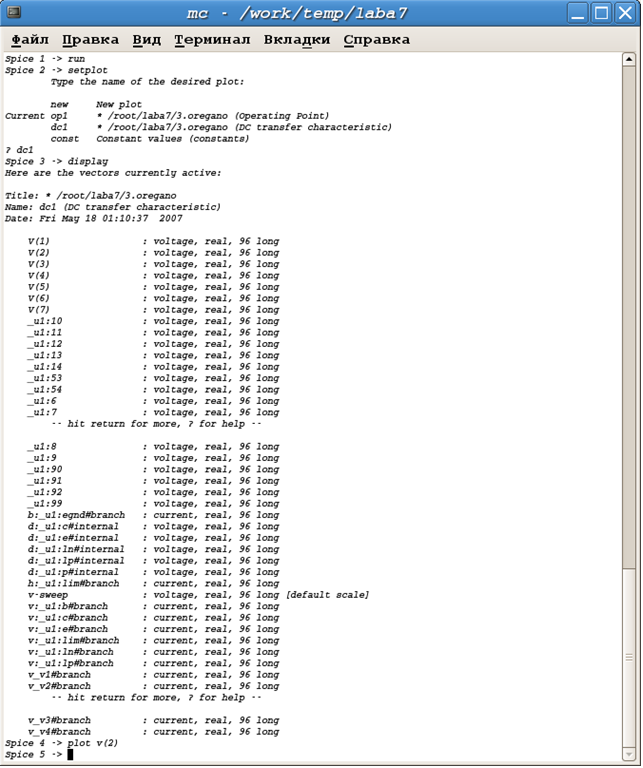 mc - /work/temp/laba7
Файл Правка Вид Терминал Вкладки Справка
Spice 1 -> run
Spice 2 -> setplot
Type the name of the desired plot:
new New plot
Current op1 * /root/laba7/3.oregano (Operating Point)
dc1 * /root/laba7/3.oregano (DC transfer characteristic)
const Constant values (constants)
? dc1
Spice 3 -> display
Here are the vectors currently active:
Title: * /root/laba7/3.oregano
Name: dc1 (DC transfer characteristic)
Date: Fri May 18 01:10:37 2007
V(1) : voltage, real, 96 long
V(2) : voltage, real, 96 long
V(3) : voltage, real, 96 long
V(4) : voltage, real, 96 long
V(5) : voltage, real, 96 long
V(6) : voltage, real, 96 long
V(7) : voltage, real, 96 long
_u1:10 : voltage, real, 96 long
_u1:11 : voltage, real, 96 long
_u1:12 : voltage, real, 96 long
_u1:13 : voltage, real, 96 long
_u1:14 : voltage, real, 96 long
_u1:53 : voltage, real, 96 long
_u1:54 : voltage, real, 96 long
_u1:6 : voltage, real, 96 long
_u1:7 : voltage, real, 96 long
-- hit return for more, ? for help --
_u1:8 : voltage, real, 96 long
_u1:9 : voltage, real, 96 long
_u1:90 : voltage, real, 96 long
_u1:91 : voltage, real, 96 long
_u1:92 : voltage, real, 96 long
_u1:99 : voltage, real, 96 long
b:_u1:egnd#branch : current, real, 96 long
d:_u1:c#internal : voltage, real, 96 long
d:_u1:e#internal : voltage, real, 96 long
d:_u1:ln#internal : voltage, real, 96 long
d:_u1:lp#internal : voltage, real, 96 long
d:_u1:p#internal : voltage, real, 96 long
h:_u1:lim#branch : current, real, 96 long
v-sweep : voltage, real, 96 long [default scale]
v:_u1:b#branch : current, real, 96 long
v:_u1:c#branch : current, real, 96 long
v:_u1:e#branch : current, real, 96 long
v:_u1:lim#branch : current, real, 96 long
v:_u1:ln#branch : current, real, 96 long
v:_u1:lp#branch : current, real, 96 long
v_v1#branch : current, real, 96 long
v_v2#branch : current, real, 96 long
-- hit return for more, ? for help --
v_v3#branch : current, real, 96 long
v_v4#branch : current, real, 96 long
Spice 4 -> plot v(2)
Spice 5 ->